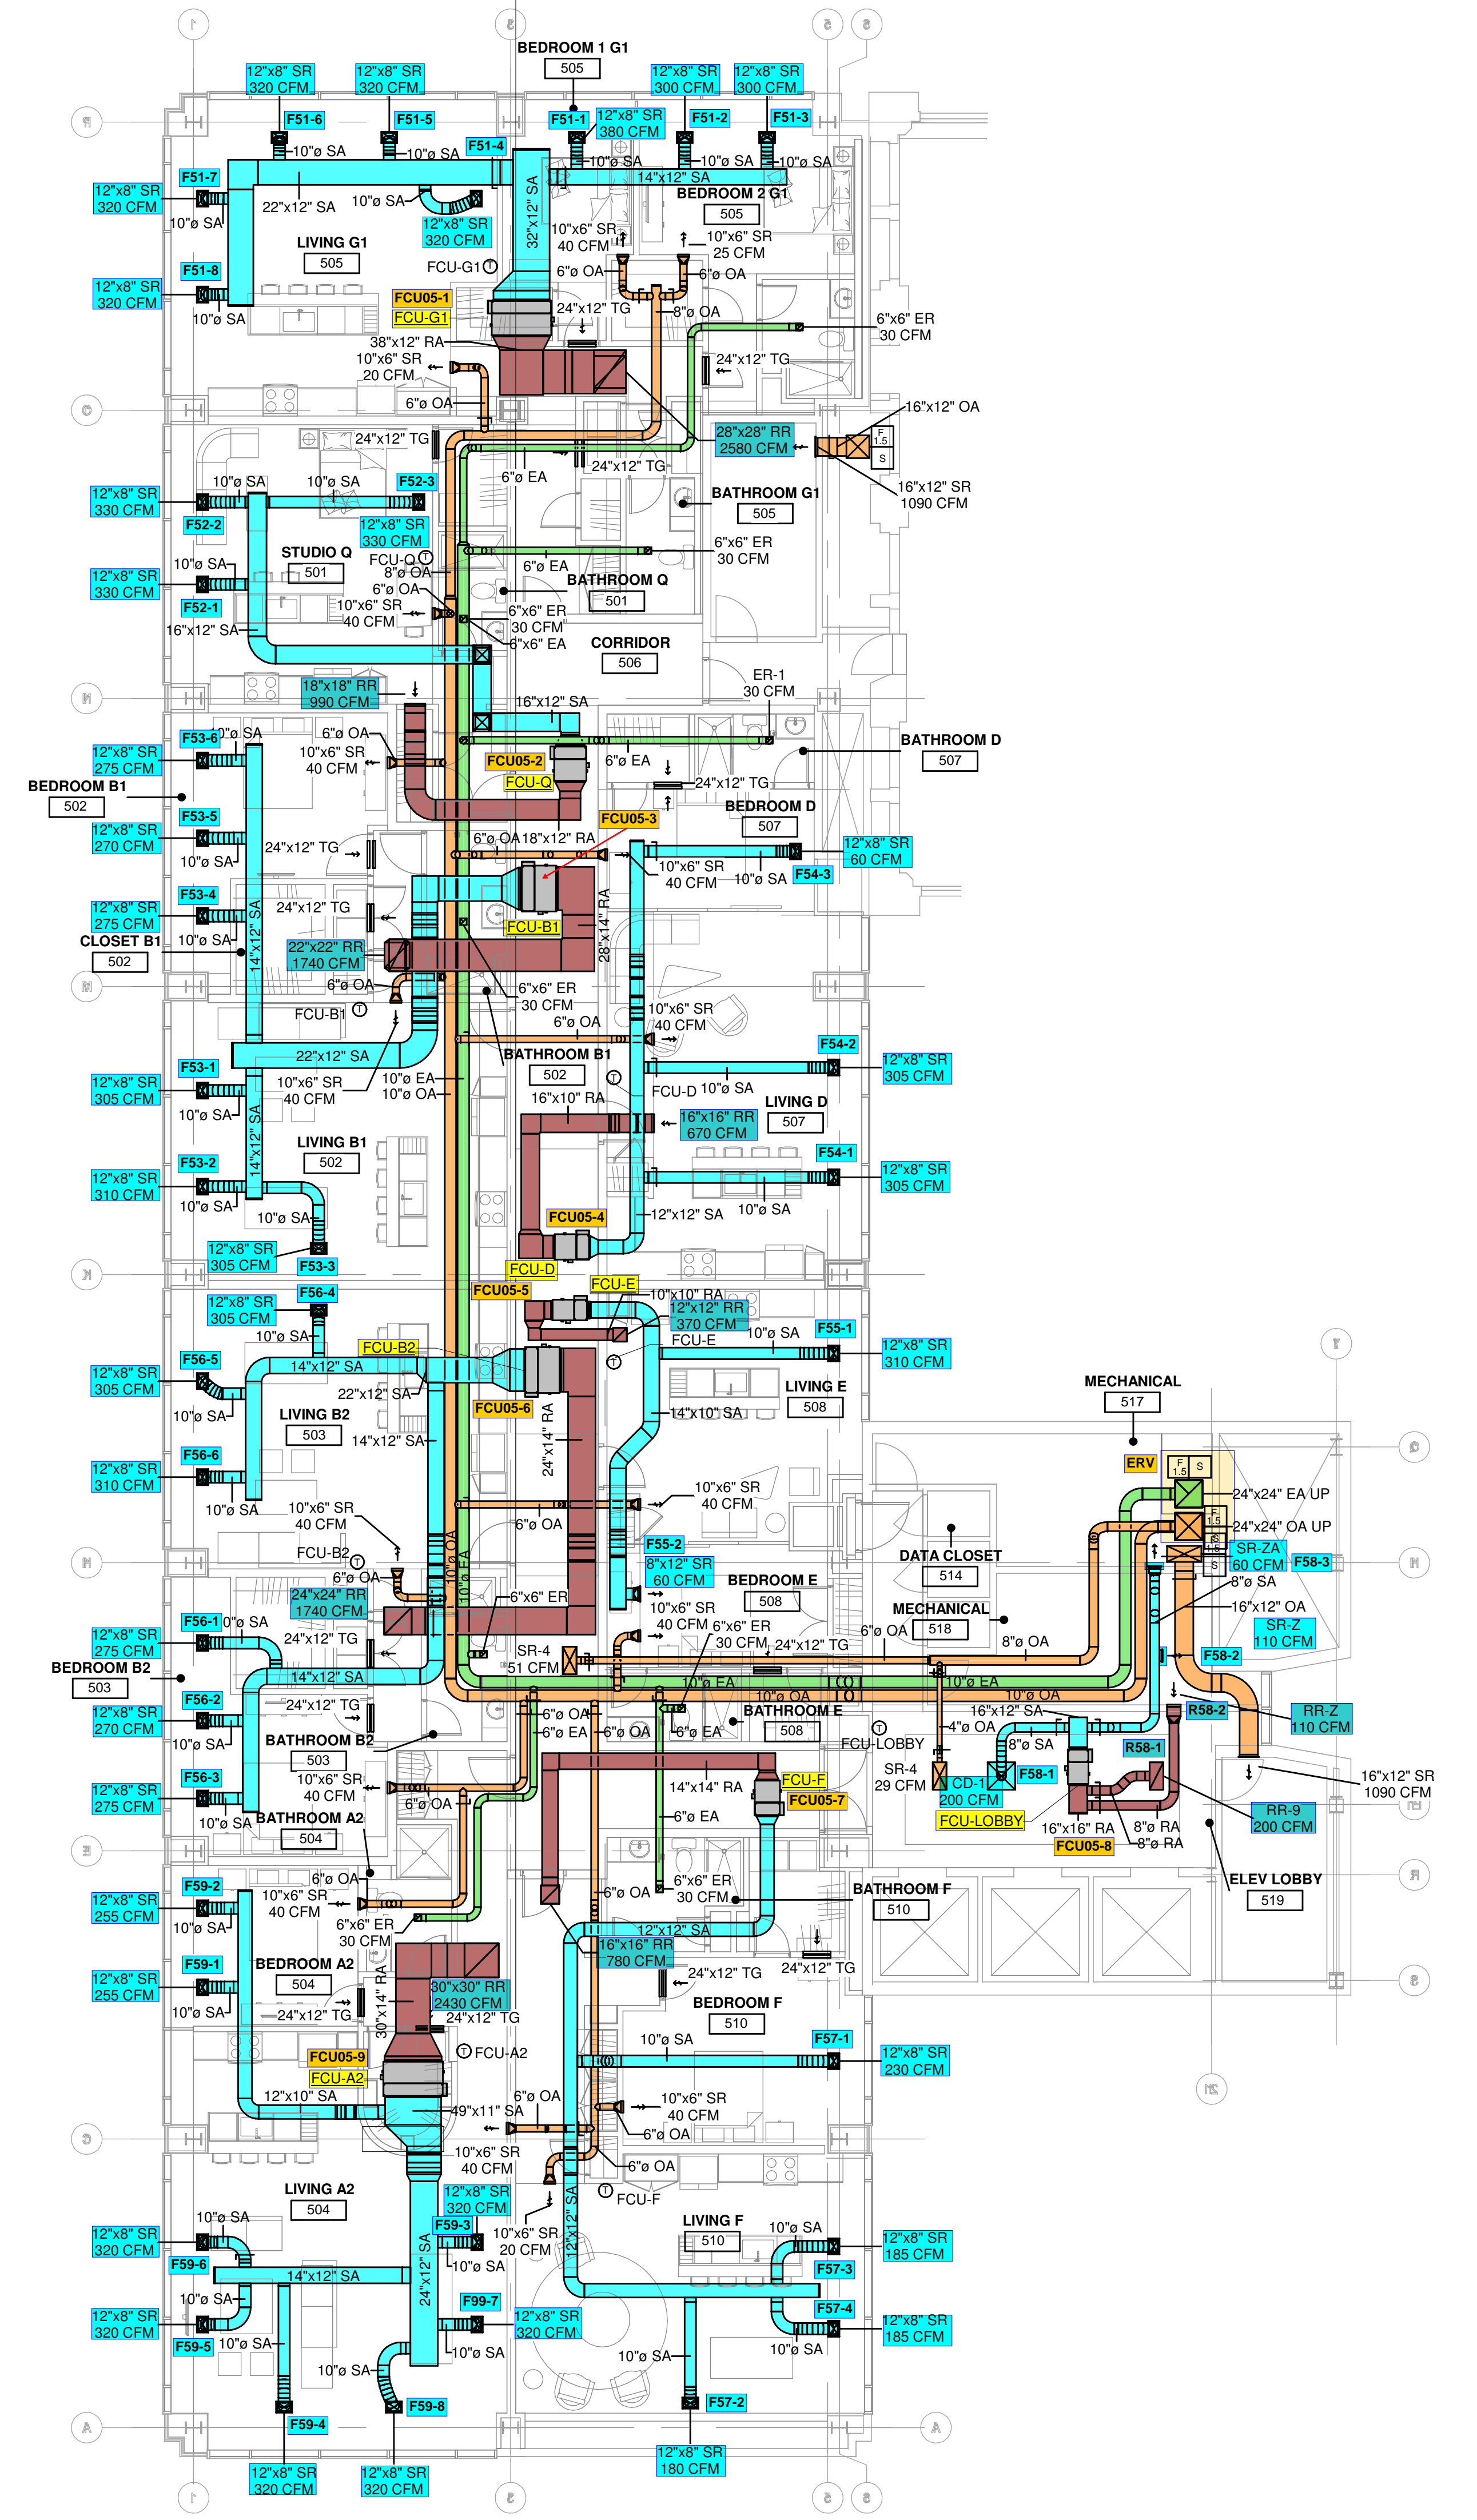 BEDROOM 1 G1
505
12"x8" SR
320 CFM
12"x8" SR
320 CFM
12"x8" SR
300 CFM
12"x8" SR
300 CFM
F51-6
F51-5
F51-4
F51-1
12"x8" SR
380 CFM
F51-2
F51-3
10"ø SA
10"ø SA
10"ø SA
10"ø SA
10"ø SA
14"x12" SA
F51-7
12"x8" SR
320 CFM
10"ø SA
22"x12" SA
10"ø SA
12"x8" SR
320 CFM
32"x12" SA
BEDROOM 2 G1
505
LIVING G1
505
10"x6" SR
40 CFM
10"x6" SR
25 CFM
F51-8
12"x8" SR
320 CFM
10"ø SA
FCU-G1
T
6"ø OA
6"ø OA
FCU05-1
FCU-G1
24"x12" TG
8"ø OA
6"x6" ER
30 CFM
38"x12" RA
10"x6" SR
20 CFM
24"x12" TG
6"ø OA
16"x12" OA
24"x12" TG
28"x28" RR
2580 CFM
F
1.5
S
24"x12" TG
6"ø EA
16"x12" SR
1090 CFM
10"ø SA
10"ø SA
F52-3
12"x8" SR
330 CFM
F52-2
12"x8" SR
330 CFM
BATHROOM G1
505
STUDIO Q
501
FCU-Q
T
8"ø OA
6"ø OA
6"x6" ER
30 CFM
6"ø EA
10"ø SA
12"x8" SR
330 CFM
F52-1
BATHROOM Q
501
10"x6" SR
40 CFM
6"x6" ER
30 CFM
6"x6" EA
16"x12" SA
CORRIDOR
506
18"x18" RR
990 CFM
ER-1
30 CFM
16"x12" SA
F53-6
10"ø SA
12"x8" SR
275 CFM
6"ø OA
10"x6" SR
40 CFM
FCU05-2
FCU-Q
6"ø EA
BATHROOM D
507
24"x12" TG
BEDROOM B1
502
F53-5
12"x8" SR
270 CFM
10"ø SA
BEDROOM D
507
FCU05-3
6"ø OA
18"x12" RA
24"x12" TG
12"x8" SR
60 CFM
10"x6" SR
40 CFM
10"ø SA
F54-3
F53-4
12"x8" SR
275 CFM
10"ø SA
14"x12" SA
24"x12" TG
FCU-B1
28"x14" RA
CLOSET B1
502
22"x22" RR
1740 CFM
6"ø OA
6"x6" ER
30 CFM
FCU-B1
T
10"x6" SR
40 CFM
6"ø OA
F54-2
12"x8" SR
305 CFM
22"x12" SA
BATHROOM B1
502
F53-1
12"x8" SR
305 CFM
10"ø SA
10"x6" SR
40 CFM
10"ø EA
10"ø OA
T
FCU-D
10"ø SA
16"x10" RA
LIVING D
507
16"x16" RR
670 CFM
14"x12" SA
LIVING B1
502
F53-2
12"x8" SR
310 CFM
10"ø SA
F54-1
12"x8" SR
305 CFM
10"ø SA
10"ø SA
FCU05-4
12"x12" SA
12"x8" SR
305 CFM
F53-3
FCU-D
FCU-E
FCU05-5
F56-4
12"x8" SR
305 CFM
10"ø SA
10"x10" RA
12"x12" RR
370 CFM
FCU-E
T
10"ø SA
F55-1
12"x8" SR
310 CFM
FCU-B2
F56-5
12"x8" SR
305 CFM
14"x12" SA
22"x12" SA
10"ø SA
FCU05-6
LIVING E
508
14"x10" SA
MECHANICAL
517
LIVING B2
503
14"x12" SA
24"x14" RA
F56-6
12"x8" SR
310 CFM
10"ø SA
ERV
F
1.5
S
24"x24" EA UP
24"x24" OA UP
10"x6" SR
40 CFM
10"x6" SR
40 CFM
6"ø OA
10"ø OA
10"ø EA
FCU-B2
T
6"ø OA
F55-2
8"x12" SR
60 CFM
DATA CLOSET
514
SR-ZA
60 CFM
F58-3
8"ø SA
16"x12" OA
24"x24" RR
1740 CFM
6"x6" ER
BEDROOM E
508
10"x6" SR
40 CFM
MECHANICAL
518
SR-Z
110 CFM
F56-1
12"x8" SR
275 CFM
24"x12" TG
6"x6" ER
30 CFM
24"x12" TG
6"ø OA
8"ø OA
SR-4
51 CFM
F58-2
BEDROOM B2
503
14"x12" SA
10"ø EA
10"ø EA
10"ø OA
10"ø OA
F56-2
12"x8" SR
270 CFM
10"ø SA
24"x12" TG
6"ø OA
6"ø EA
6"ø OA
6"ø EA
BATHROOM E
508
T
FCU-LOBBY
16"x12" SA
4"ø OA
8"ø SA
R58-2
RR-Z
110 CFM
BATHROOM B2
503
R58-1
F56-3
12"x8" SR
275 CFM
10"ø SA
10"x6" SR
40 CFM
6"ø OA
14"x14" RA
FCU-F
FCU05-7
SR-4
29 CFM
CD-1
200 CFM
F58-1
16"x12" SR
1090 CFM
BATHROOM A2
504
6"ø EA
FCU-LOBBY
16"x16" RA
8"ø RA
8"ø RA
RR-9
200 CFM
FCU05-8
F59-2
12"x8" SR
255 CFM
10"ø SA
6"ø OA
10"x6" SR
40 CFM
6"x6" ER
30 CFM
6"ø OA
6"x6" ER
30 CFM
BATHROOM F
510
ELEV LOBBY
519
12"x12" SA
16"x16" RR
780 CFM
F59-1
12"x8" SR
255 CFM
10"ø SA
BEDROOM A2
504
24"x12" TG
30"x14" RA
30"x30" RR
2430 CFM
24"x12" TG
24"x12" TG
24"x12" TG
BEDROOM F
510
FCU05-9
FCU-A2
T
FCU-A2
10"ø SA
F57-1
12"x8" SR
230 CFM
12"x10" SA
49"x11" SA
6"ø OA
10"x6" SR
40 CFM
6"ø OA
10"x6" SR
40 CFM
6"ø OA
LIVING A2
504
12"x8" SR
320 CFM
F59-3
10"ø SA
T
FCU-F
12"x12" SA
10"x6" SR
20 CFM
LIVING F
510
10"ø SA
12"x8" SR
185 CFM
F57-3
10"ø SA
12"x8" SR
320 CFM
F59-6
14"x12" SA
24"x12" SA
10"ø SA
12"x8" SR
320 CFM
F59-5
F99-7
12"x8" SR
320 CFM
10"ø SA
F57-4
12"x8" SR
185 CFM
10"ø SA
10"ø SA
10"ø SA
10"ø SA
F59-4
F59-8
F57-2
12"x8" SR
320 CFM
12"x8" SR
320 CFM
12"x8" SR
180 CFM